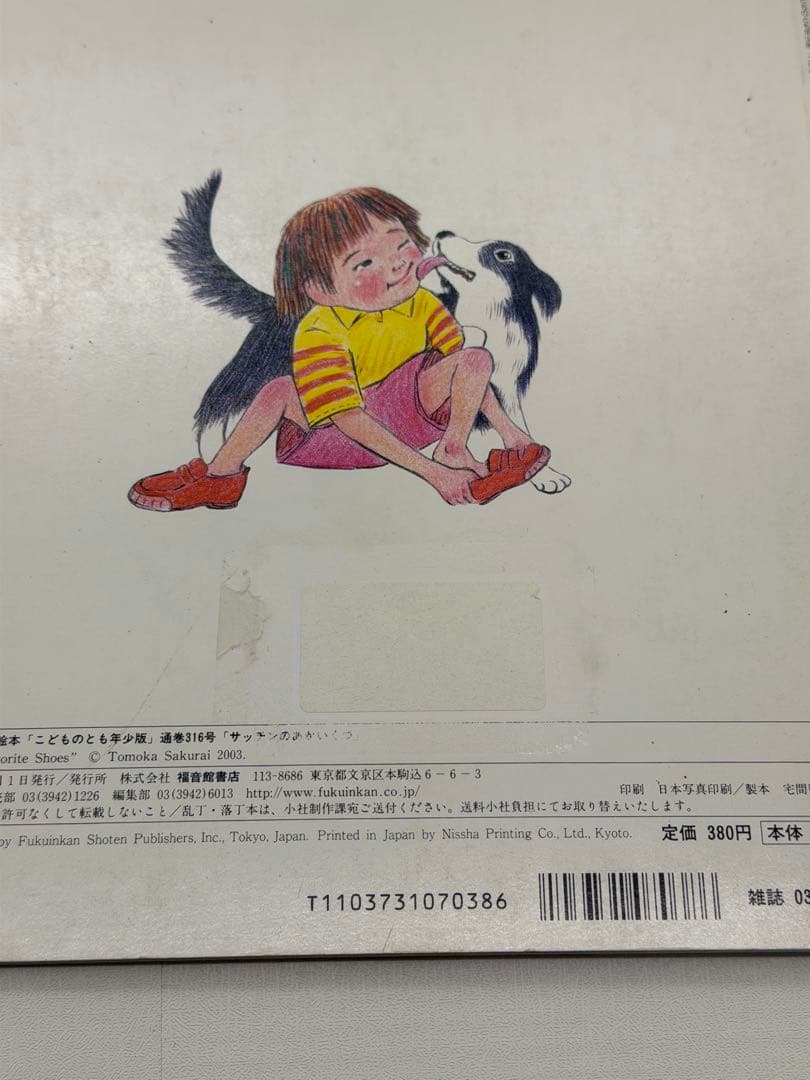 絵本「こどものとも年少版」通巻316号「サッチンのあかいくつ」
orite Shoes” © Tomoka Sakurai 2003.
月1日発行／発行所 株式会社 福音館書店 113-8686 東京都文京区本駒込6-6-3
売部 03(3942)1226 編集部 03(3942)6013 http://www.fukuinkan.co.jp/ 印刷 日本写真印刷／製本 宅間
許可なくして転載しないこと／乱丁・落丁本は、小社制作課宛ご送付ください。送料小社負担にてお取り替えいたします。
by Fukuinkan Shoten Publishers, Inc., Tokyo, Japan. Printed in Japan by Nissha Printing Co., Ltd., Kyoto. 定価 380円 本体
T1103731070386 雑誌 03